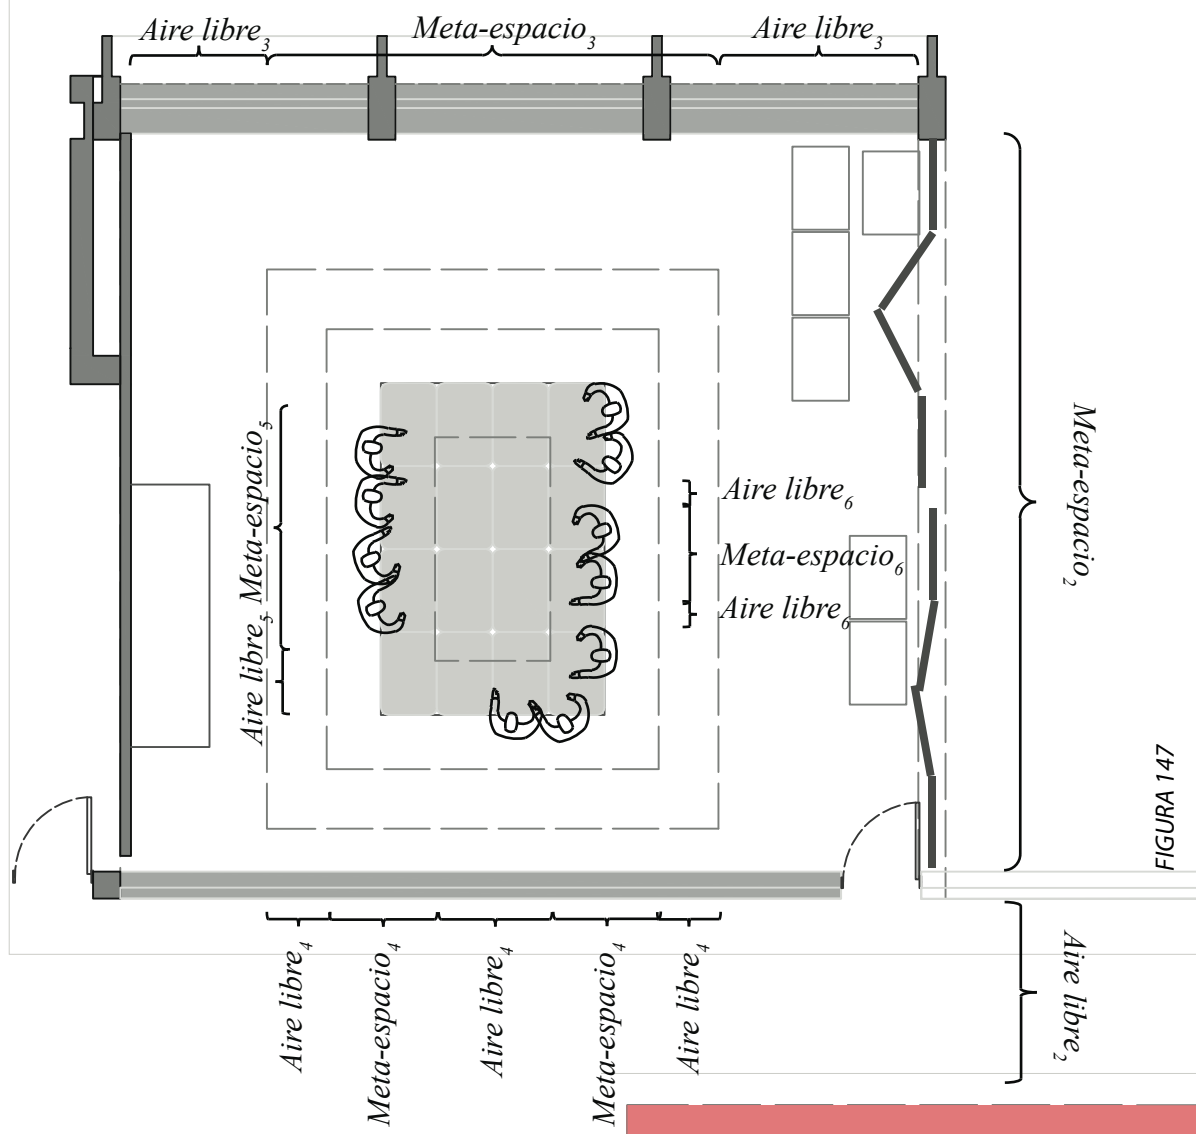 Aire libre₃
Meta-espacio₃
Aire libre₃
Meta-espacio₂
Meta-espacio₅
Aire libre₆
Meta-espacio₆
Aire libre₆
Aire libre₅
FIGURA 147
Aire libre₄
Meta-espacio₄
Aire libre₄
Meta-espacio₄
Aire libre₄
Aire libre₂